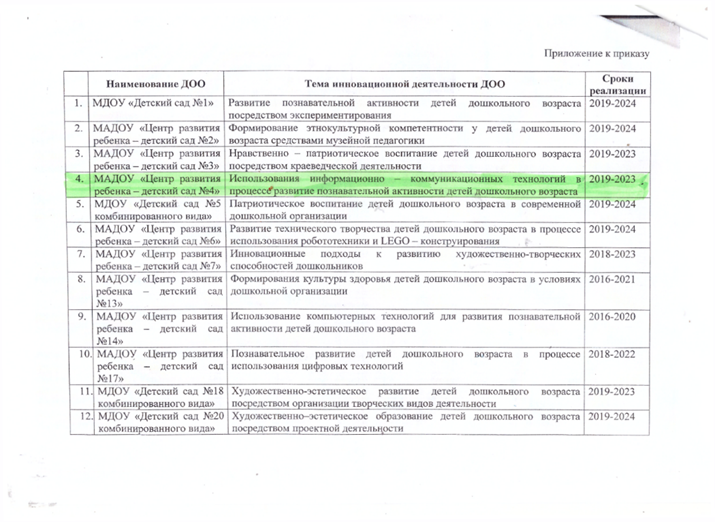 Приложение к приказу
Наименование ДОО
Тема инновационной деятельности ДОО
Сроки
реализации
1.
МДОУ «Детский сад №1»
Развитие познавательной активности детей дошкольного возраста
посредством экспериментирования
2019-2024
2.
МАДОУ «Центр развития
ребенка – детский сад №2»
Формирование этнокультурной компетентности у детей дошкольного
возраста средствами музейной педагогики
2019-2024
3.
МАДОУ «Центр развития
ребенка – детский сад №3»
Нравственно – патриотическое воспитание детей дошкольного возраста
посредством краеведческой деятельности
2019-2023
4.
МАДОУ «Центр развития
ребенка – детский сад №4»
Использования информационно – коммуникационных технологий в
процессе развитие познавательной активности детей дошкольного возраста
2019-2023
5.
МДОУ «Детский сад №5
комбинированного вида»
Патриотическое воспитание детей дошкольного возраста в современной
дошкольной организации
2019-2024
6.
МАДОУ «Центр развития
ребенка – детский сад №6»
Развитие технического творчества детей дошкольного возраста в процессе
использования робототехники и LEGO – конструирования
2019-2024
7.
МАДОУ «Центр развития
ребенка – детский сад №7»
Инновационные подходы к развитию художественно-творческих
способностей дошкольников
2018-2023
8.
МАДОУ «Центр развития
ребенка – детский сад
№13»
Формирования культуры здоровья детей дошкольного возраста в условиях
дошкольной организации
2016-2021
9.
МАДОУ «Центр развития
ребенка – детский сад
№14»
Использование компьютерных технологий для развития познавательной
активности детей дошкольного возраста
2016-2020
10.
МАДОУ «Центр развития
ребенка – детский сад
№17»
Познавательное развитие детей дошкольного возраста в процессе
использования цифровых технологий
2018-2022
11.
МДОУ «Детский сад №18
комбинированного вида»
Художественно-эстетическое развитие детей дошкольного возраста
посредством организации творческих видов деятельности
2019-2023
12.
МДОУ «Детский сад №20
комбинированного вида»
Художественно–эстетическое образование детей дошкольного возраста
посредством проектной деятельности
2019-2024